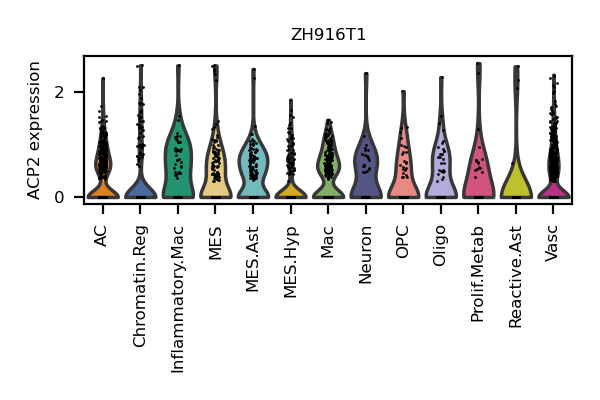 ZH916T1
ACP2 expression
2
0
AC
Chromatin.Reg
Inflammatory.Mac
MES
MES.Ast
MES.Hyp
Mac
Neuron
OPC
Oligo
Prolif.Metab
Reactive.Ast
Vasc